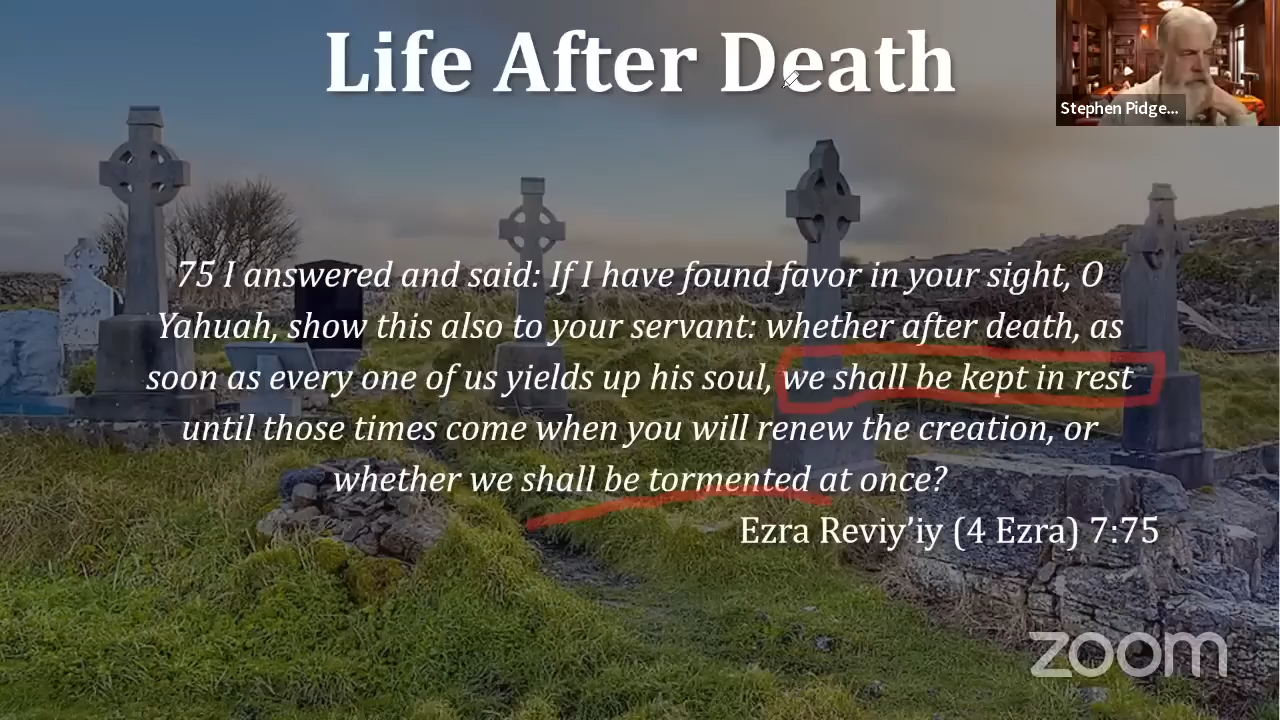 Life After Death
Stephen Pidge...
75 I answered and said: If I have found favor in your sight, O
Yahuah, show this also to your servant: whether after death, as
soon as every one of us yields up his soul, we shall be kept in rest
until those times come when you will renew the creation, or
whether we shall be tormented at once?
Ezra Reviy’iy (4 Ezra) 7:75
zoom